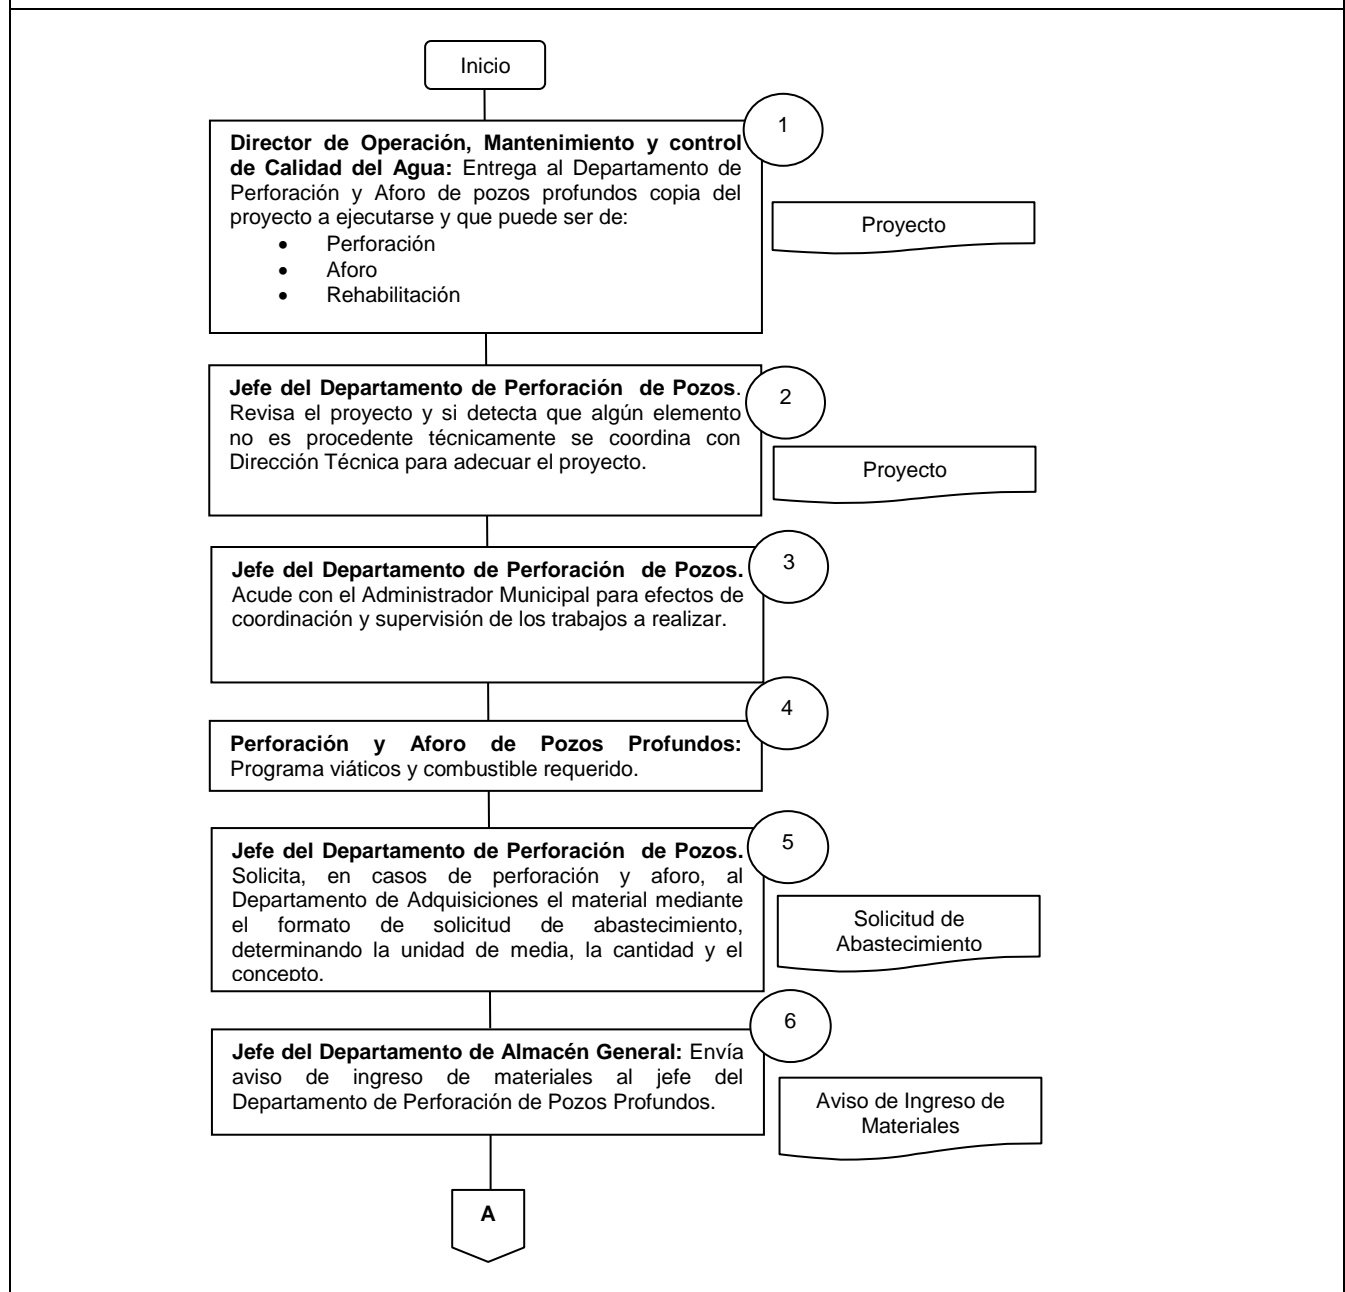 Inicio
1
Director de Operación, Mantenimiento y control
de Calidad del Agua: Entrega al Departamento de
Perforación y Aforo de pozos profundos copia del
proyecto a ejecutarse y que puede ser de:
• Perforación
• Aforo
• Rehabilitación
Proyecto
2
Jefe del Departamento de Perforación de Pozos.
Revisa el proyecto y si detecta que algún elemento
no es procedente técnicamente se coordina con
Dirección Técnica para adecuar el proyecto.
Proyecto
3
Jefe del Departamento de Perforación de Pozos.
Acude con el Administrador Municipal para efectos de
coordinación y supervisión de los trabajos a realizar.
4
Perforación y Aforo de Pozos Profundos:
Programa viáticos y combustible requerido.
5
Jefe del Departamento de Perforación de Pozos.
Solicita, en casos de perforación y aforo, al
Departamento de Adquisiciones el material mediante
el formato de solicitud de abastecimiento,
determinando la unidad de media, la cantidad y el
concepto.
Solicitud de
Abastecimiento
6
Jefe del Departamento de Almacén General: Envía
aviso de ingreso de materiales al jefe del
Departamento de Perforación de Pozos Profundos.
Aviso de Ingreso de
Materiales
A